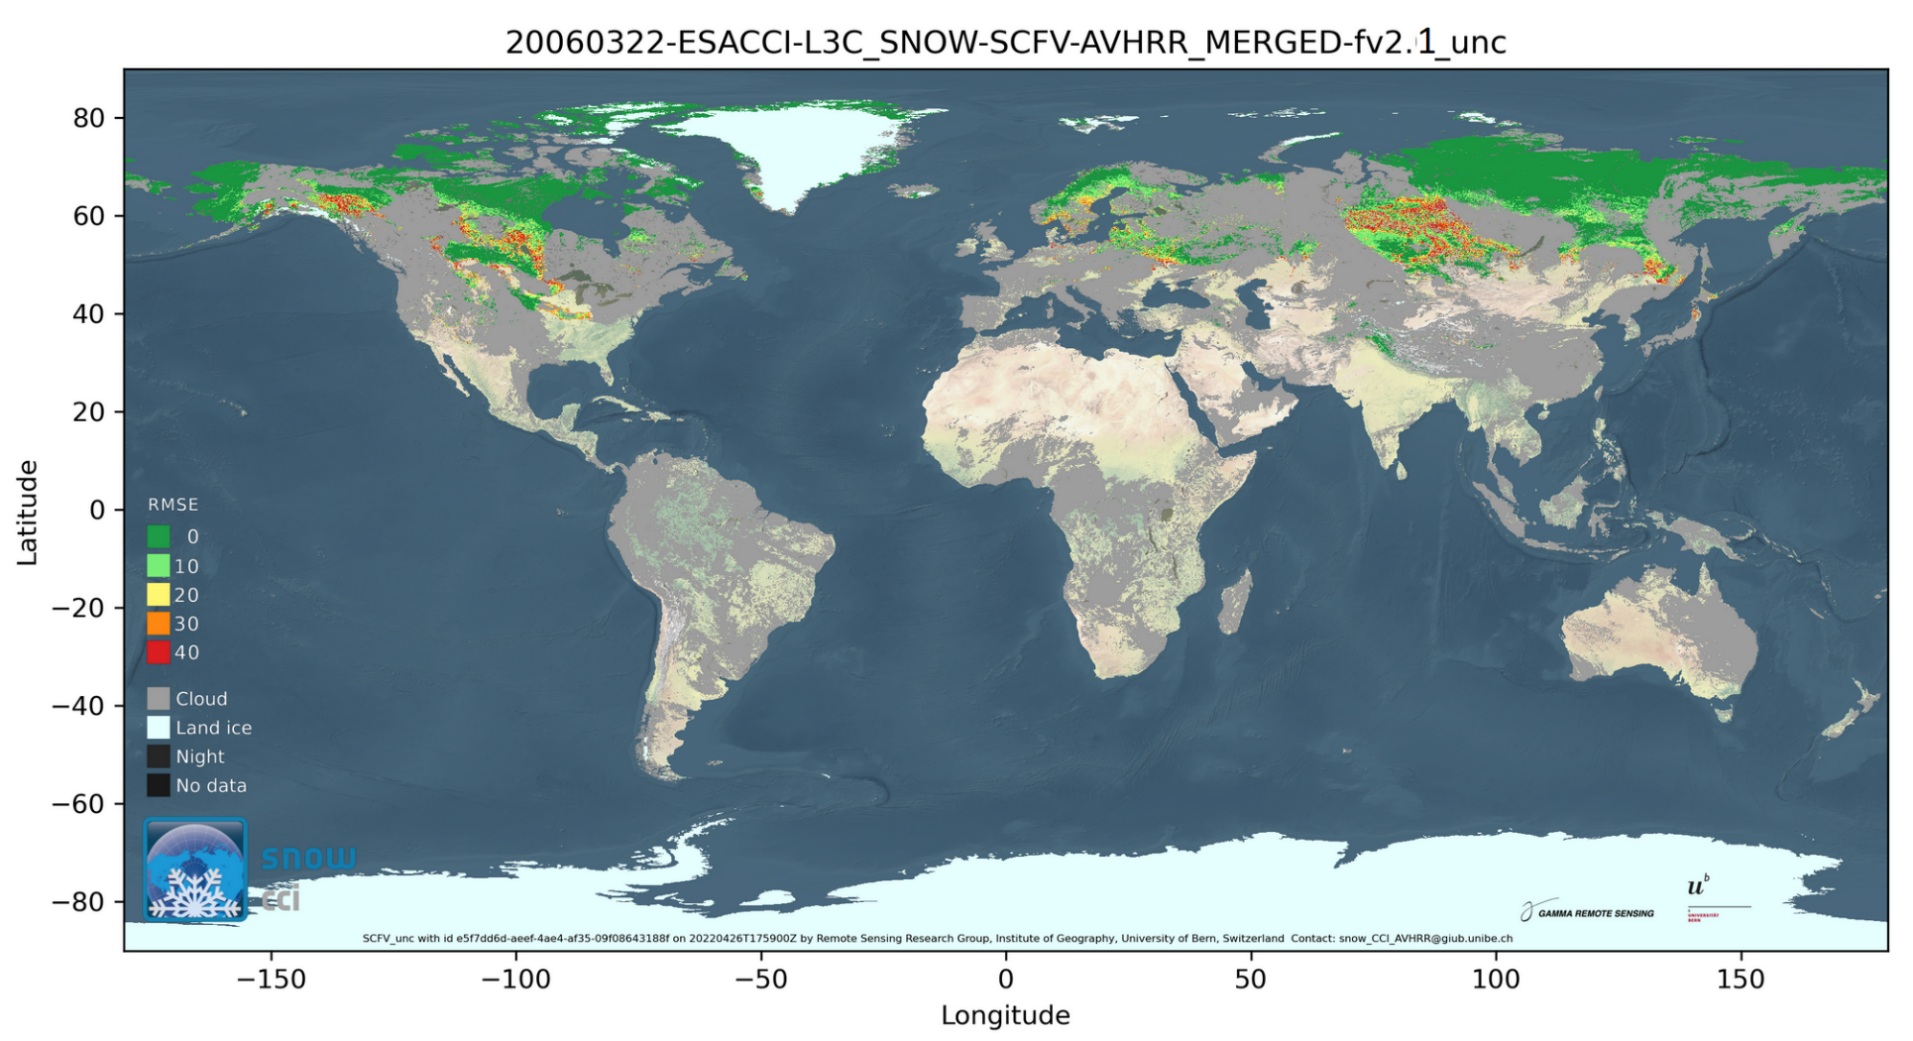 20060322-ESACCI-L3C_SNOW-SCFV-AVHRR_MERGED-fv2.1_unc
80
60
40
20
0
−20
−40
−60
−80
Latitude
RMSE
0
10
20
30
40
Cloud
Land ice
Night
No data
snow
cci
u^b
UNIVERSITÄT
BERN
GAMMA REMOTE SENSING
SCFV_unc with id e5f7dd6d-aeef-4ae4-af35-09f08643188f on 20220426T175900Z by Remote Sensing Research Group, Institute of Geography, University of Bern, Switzerland Contact: snow_CCI_AVHRR@giub.unibe.ch
−150 −100 −50 0 50 100 150
Longitude